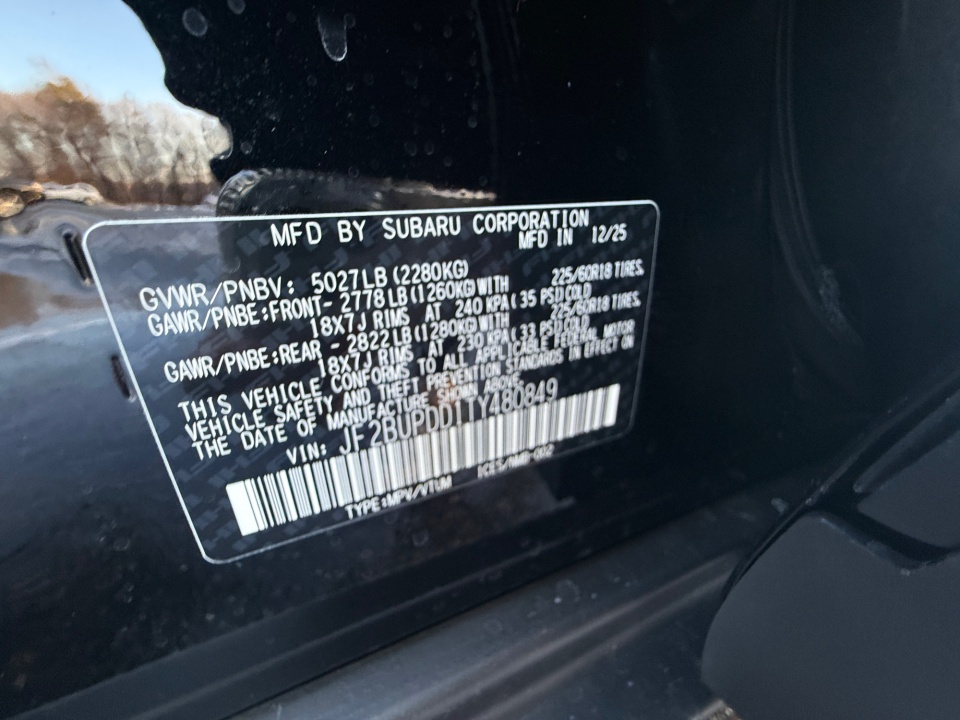 MFD BY SUBARU CORPORATION
MFD IN 12/25
GVWR/PNBV: 5027LB(2280KG)
GAWR/PNBE:FRONT- 2778LB(1260KG)WITH 225/60R18 TIRES,
18X7J RIMS AT 240 KPA(35 PSI)COLD
GAWR/PNBE:REAR - 2822LB(1280KG)WITH 225/60R18 TIRES,
18X7J RIMS AT 230 KPA(33 PSI)COLD
THIS VEHICLE CONFORMS TO ALL APPLICABLE FEDERAL MOTOR
VEHICLE SAFETY AND THEFT PREVENTION STANDARDS IN EFFECT ON
THE DATE OF MANUFACTURE SHOWN ABOVE.
VIN: JF2BUPDD1TY480849
TYPE:MPV/VTUM ICES/NMB-002